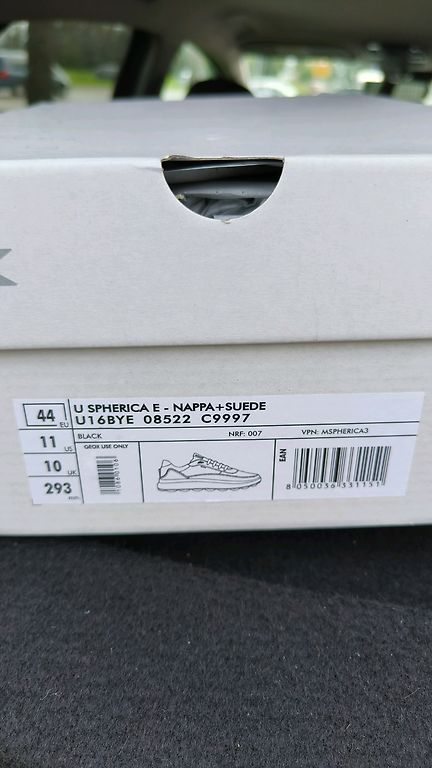 44 EU
U SPHERICA E - NAPPA+SUEDE
U16BYE 08522 C9997
11 US
BLACK
NRF: 007
VPN: MSPHERICA3
GEOX USE ONLY
10 UK
293 mm
EAN
8 050036 331151
X